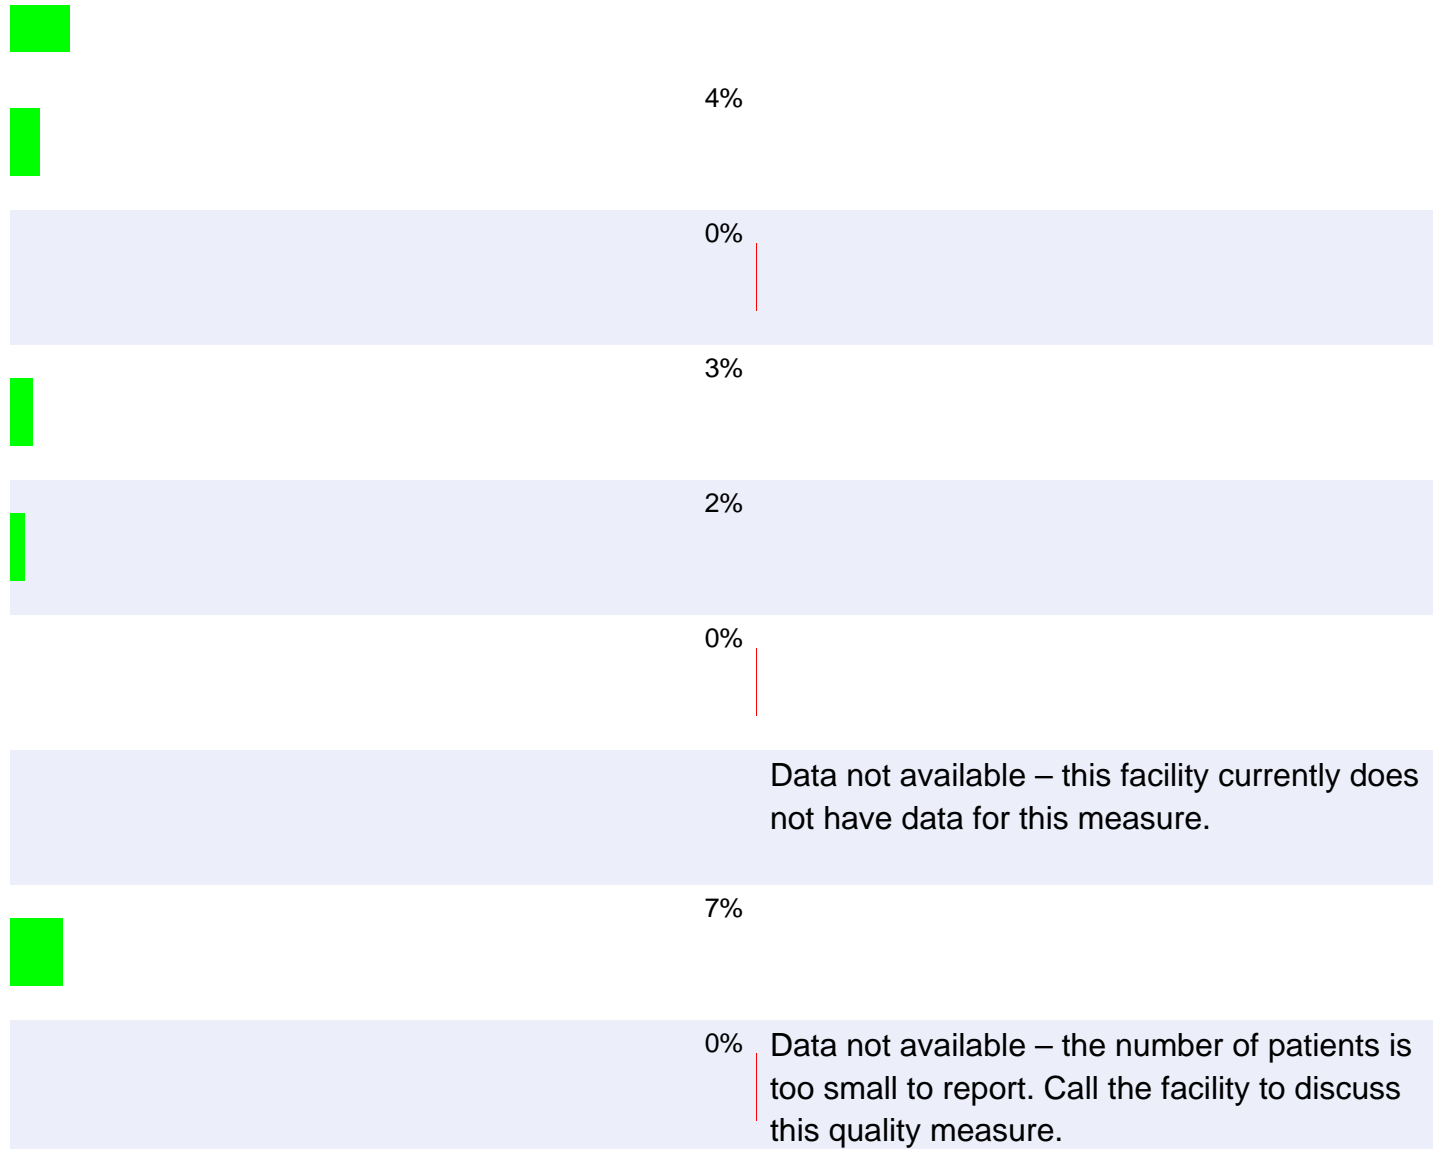 4%
0%
3%
2%
0%
Data not available – this facility currently does
not have data for this measure.
7%
0%
Data not available – the number of patients is
too small to report. Call the facility to discuss
this quality measure.